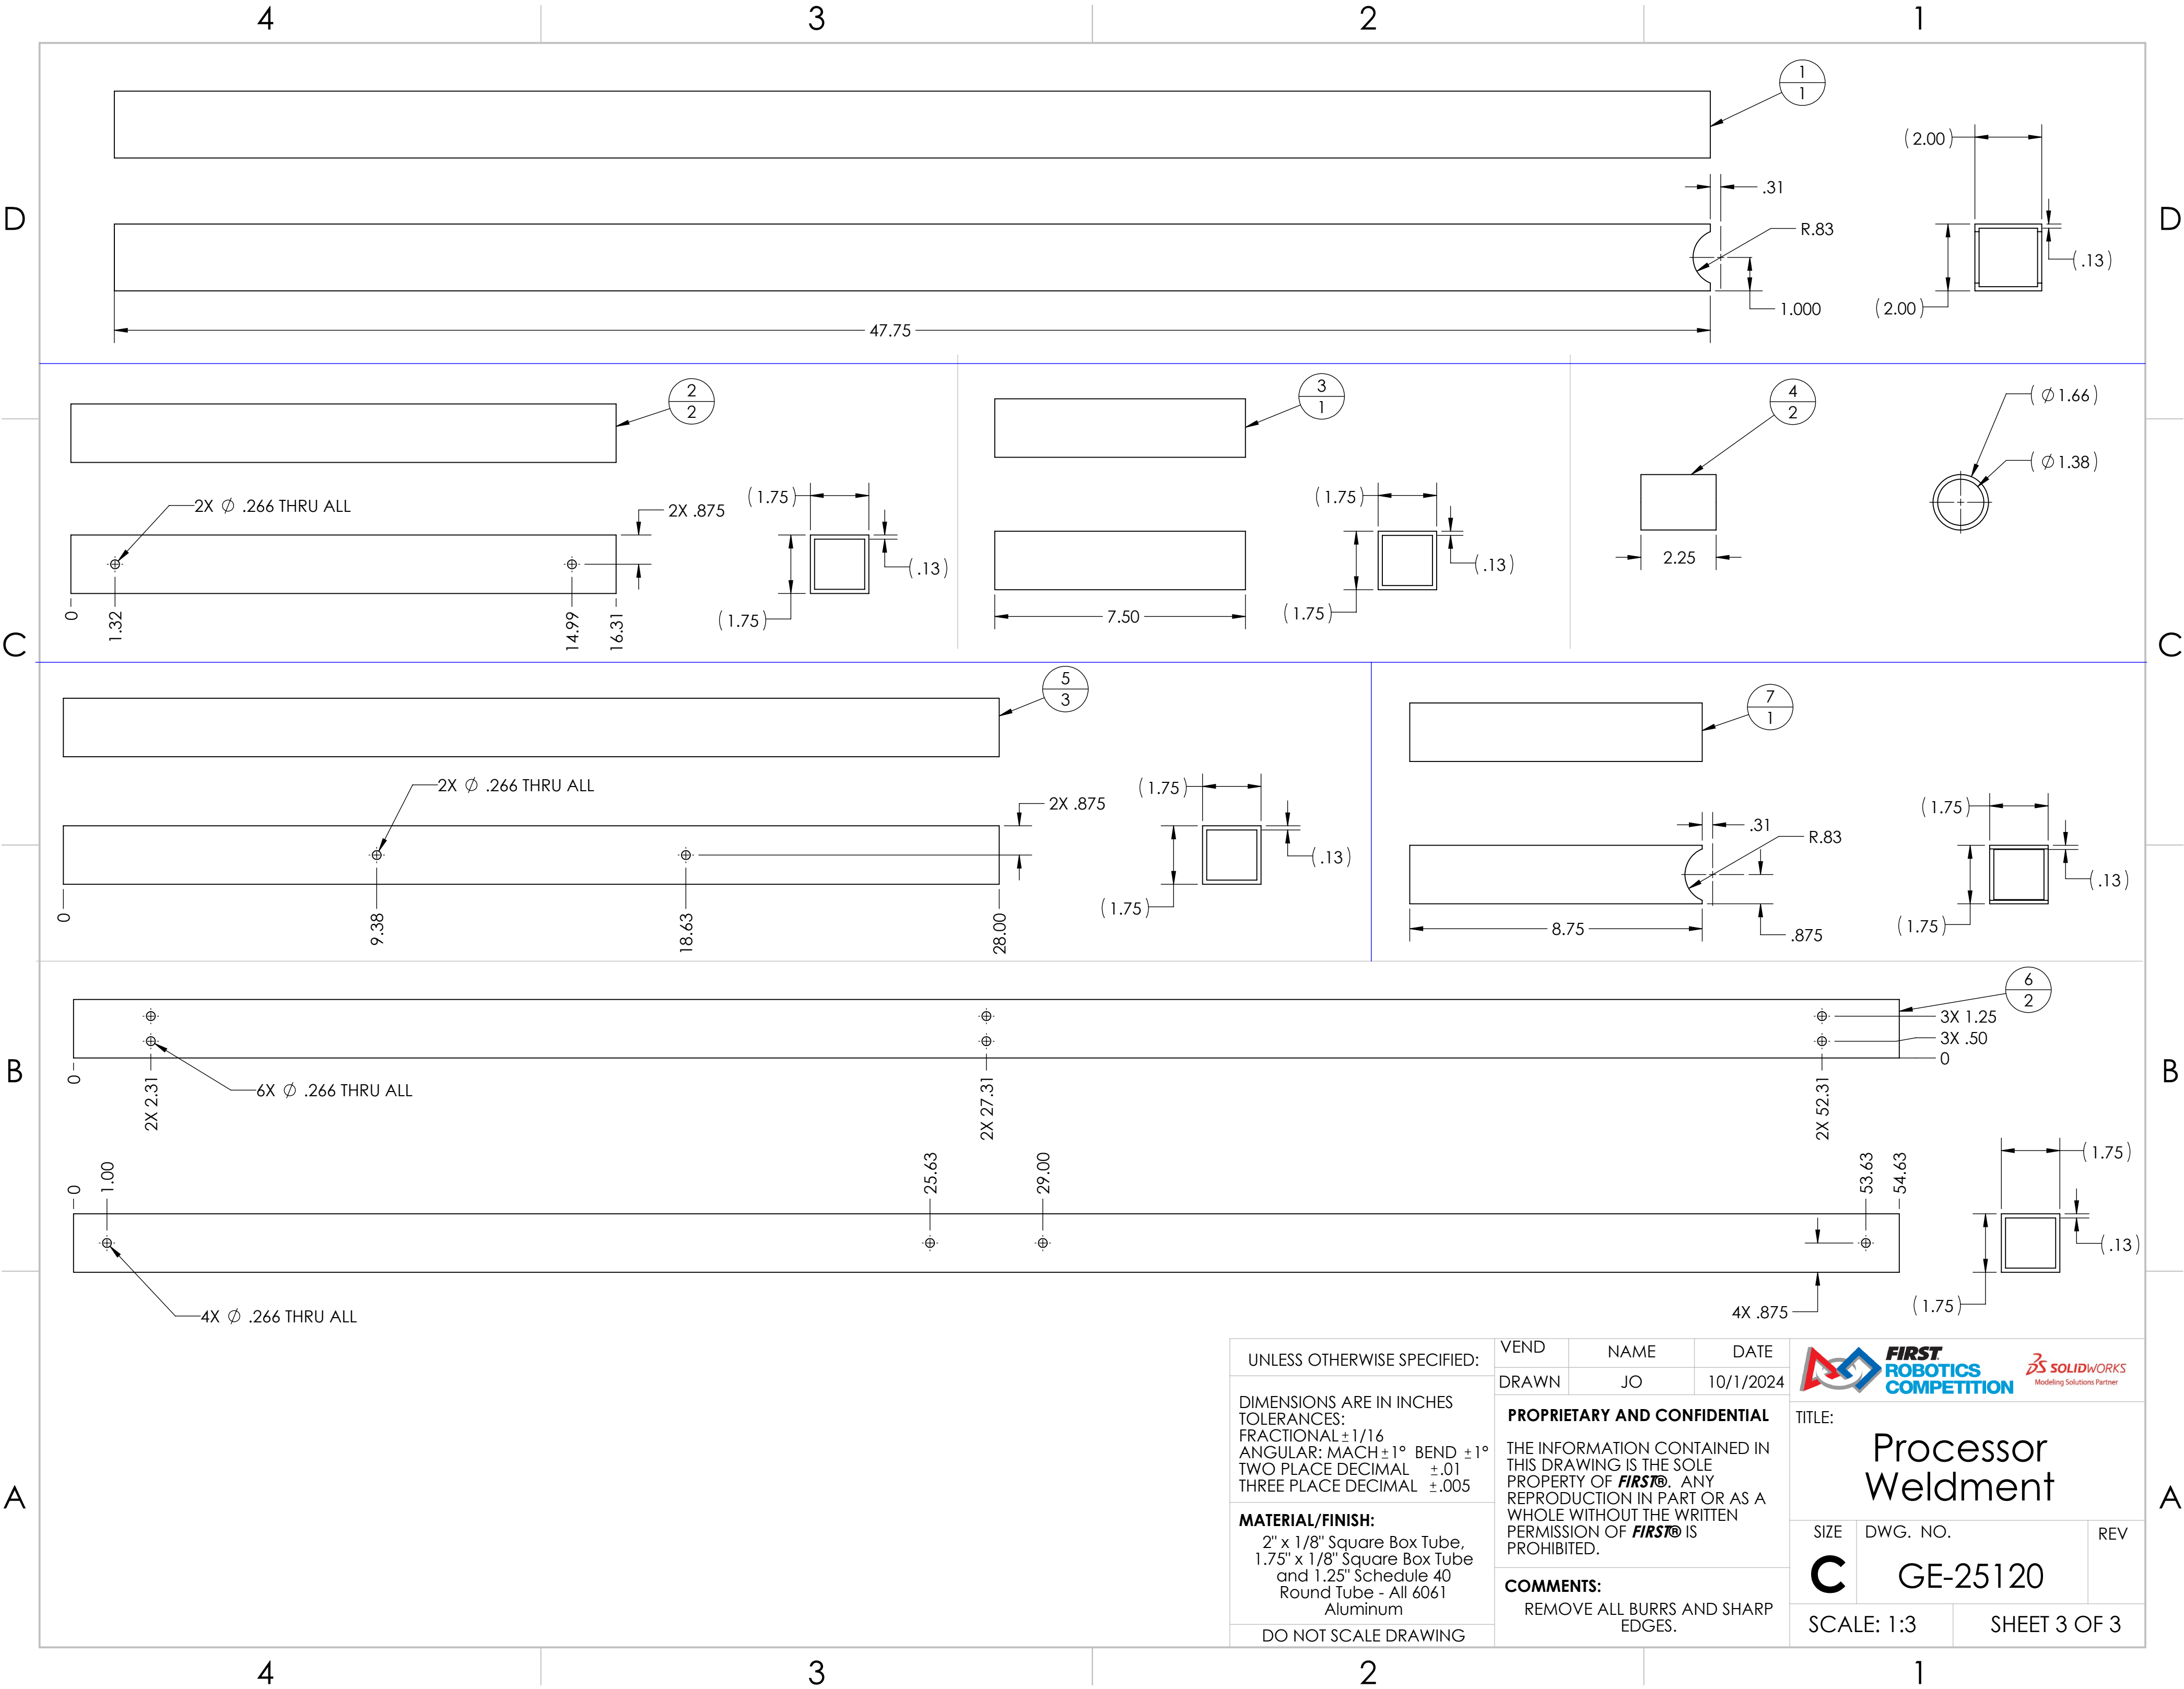 4 3 2 1
D D
C C
B B
A A
1
1
(2.00)
.31
R.83
(.13)
1.000
(2.00)
47.75
2
2
2X Ø .266 THRU ALL
2X .875
(1.75)
(.13)
(1.75)
0 1.32 14.99 16.31
3
1
(1.75)
(.13)
(1.75)
7.50
4
2
(Ø1.66)
(Ø1.38)
2.25
5
3
2X Ø .266 THRU ALL
2X .875
(1.75)
(.13)
(1.75)
0 9.38 18.63 28.00
7
1
.31
R.83
(1.75)
(.13)
(1.75)
8.75
.875
6
2
3X 1.25
3X .50
0
6X Ø .266 THRU ALL
0 2X 2.31 2X 27.31 2X 52.31
0 1.00 25.63 29.00 53.63 54.63
(1.75)
(.13)
(1.75)
4X Ø .266 THRU ALL
4X .875
UNLESS OTHERWISE SPECIFIED:
DIMENSIONS ARE IN INCHES
TOLERANCES:
FRACTIONAL±1/16
ANGULAR: MACH±1° BEND ±1°
TWO PLACE DECIMAL ±.01
THREE PLACE DECIMAL ±.005
MATERIAL/FINISH:
2" x 1/8" Square Box Tube,
1.75" x 1/8" Square Box Tube
and 1.25" Schedule 40
Round Tube - All 6061
Aluminum
DO NOT SCALE DRAWING
VEND NAME DATE
DRAWN JO 10/1/2024
PROPRIETARY AND CONFIDENTIAL
THE INFORMATION CONTAINED IN
THIS DRAWING IS THE SOLE
PROPERTY OF FIRST®. ANY
REPRODUCTION IN PART OR AS A
WHOLE WITHOUT THE WRITTEN
PERMISSION OF FIRST® IS
PROHIBITED.
COMMENTS:
REMOVE ALL BURRS AND SHARP
EDGES.
FIRST
ROBOTICS
COMPETITION
SOLIDWORKS
Modeling Solutions Partner
TITLE:
Processor
Weldment
SIZE DWG. NO. REV
C GE-25120
SCALE: 1:3 SHEET 3 OF 3
4 3 2 1